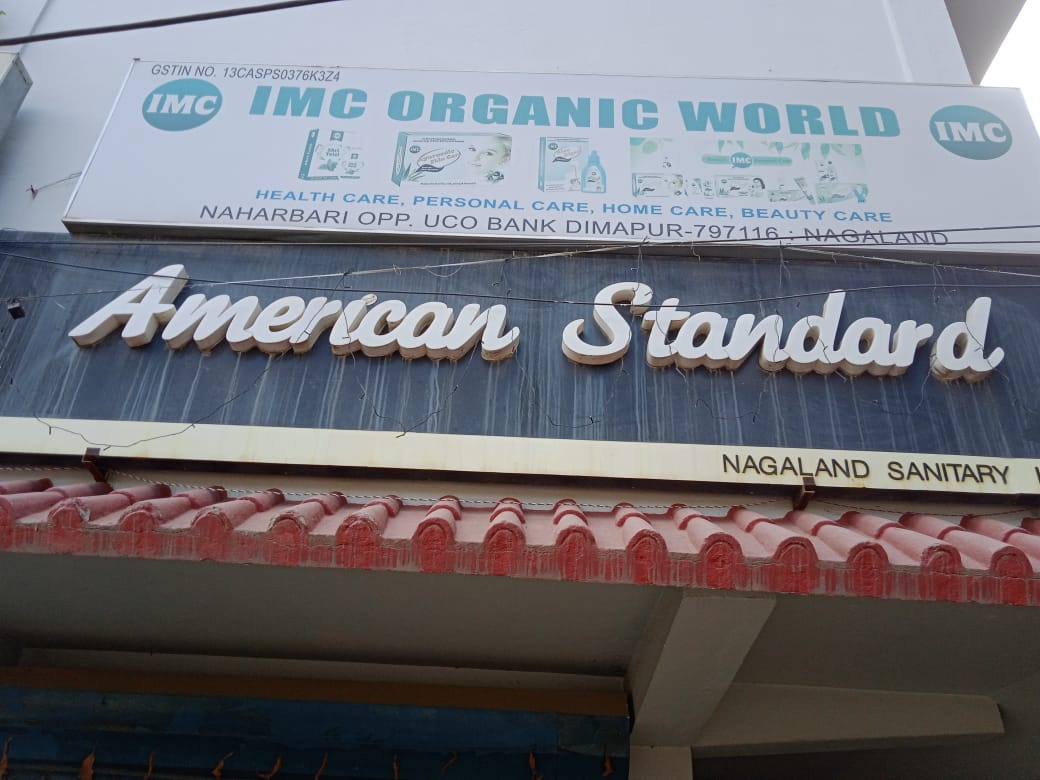 GSTIN NO. 13CASPS0376K3Z4
IMC
IMC ORGANIC WORLD
IMC
HEALTH CARE, PERSONAL CARE, HOME CARE, BEAUTY CARE
NAHARBARI OPP. UCO BANK DIMAPUR-797116 : NAGALAND
American Standard
NAGALAND SANITARY